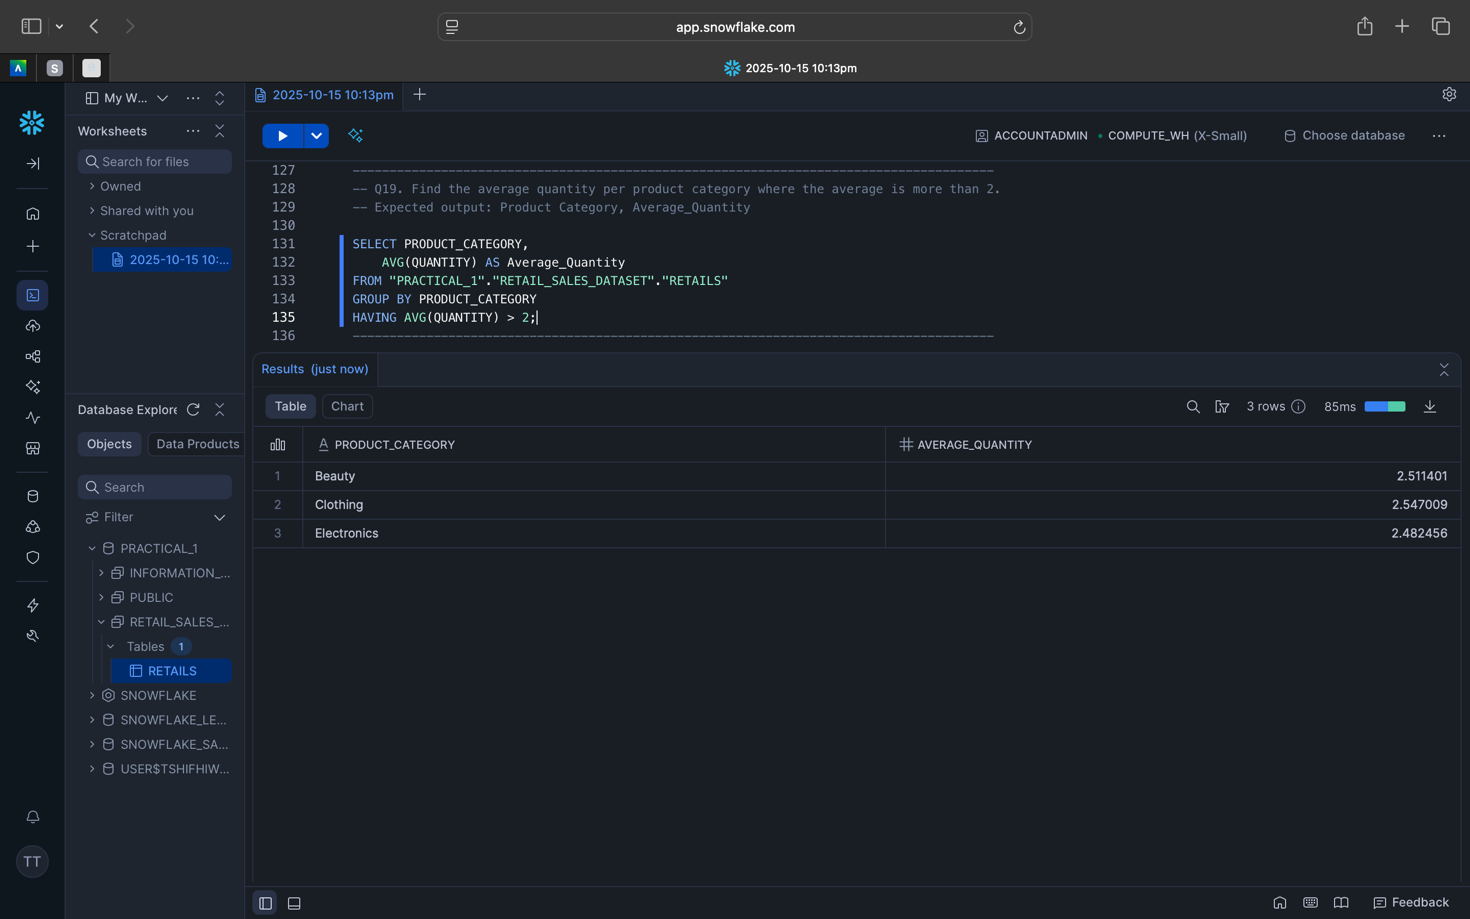 app.snowflake.com
S
2025-10-15 10:13pm
My W...
2025-10-15 10:13pm
Worksheets
Search for files
Owned
Shared with you
Scratchpad
2025-10-15 10:...
ACCOUNTADMIN
COMPUTE_WH (X-Small)
Choose database
127 ----------------------------------------------------------------------------------------
128 -- Q19. Find the average quantity per product category where the average is more than 2.
129 -- Expected output: Product Category, Average_Quantity
130
131 SELECT PRODUCT_CATEGORY,
132 AVG(QUANTITY) AS Average_Quantity
133 FROM "PRACTICAL_1"."RETAIL_SALES_DATASET"."RETAILS"
134 GROUP BY PRODUCT_CATEGORY
135 HAVING AVG(QUANTITY) > 2;
136 ----------------------------------------------------------------------------------------
Results (just now)
Table
Chart
3 rows
85ms
PRODUCT_CATEGORY
AVERAGE_QUANTITY
1 Beauty 2.511401
2 Clothing 2.547009
3 Electronics 2.482456
Database Explore
Objects
Data Products
Search
Filter
PRACTICAL_1
INFORMATION_...
PUBLIC
RETAIL_SALES_...
Tables 1
RETAILS
SNOWFLAKE
SNOWFLAKE_LE...
SNOWFLAKE_SA...
USER$TSHIFHIW...
TT
Feedback